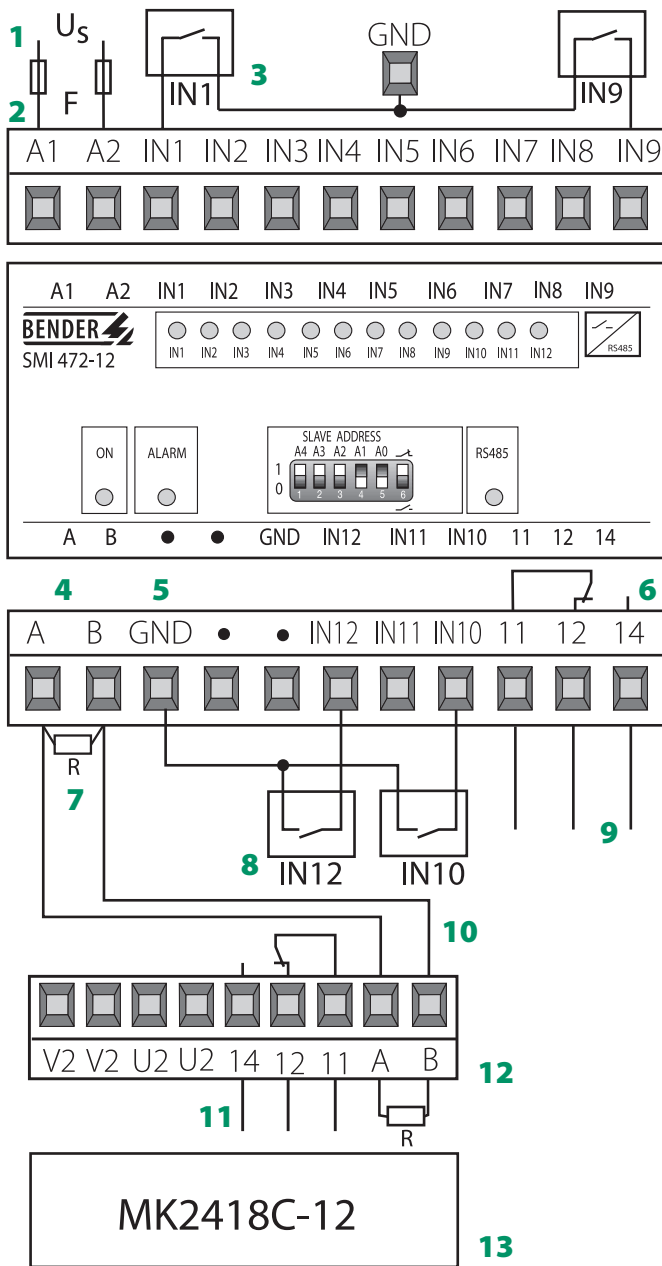 1 Us GND
3
IN1 IN9
2 F
A1 A2 IN1 IN2 IN3 IN4 IN5 IN6 IN7 IN8 IN9
A1 A2 IN1 IN2 IN3 IN4 IN5 IN6 IN7 IN8 IN9
BENDER
SMI 472-12
IN1 IN2 IN3 IN4 IN5 IN6 IN7 IN8 IN9 IN10 IN11 IN12
RS485
ON ALARM
SLAVE ADDRESS
A4 A3 A2 A1 A0
1
0
1 2 3 4 5 6
RS485
A B • • GND IN12 IN11 IN10 11 12 14
4 5 6
A B GND • • IN12 IN11 IN10 11 12 14
R
7
8 9
IN12 IN10
10
V2 V2 U2 U2 14 12 11 A B
12
11
R
MK2418C-12
13